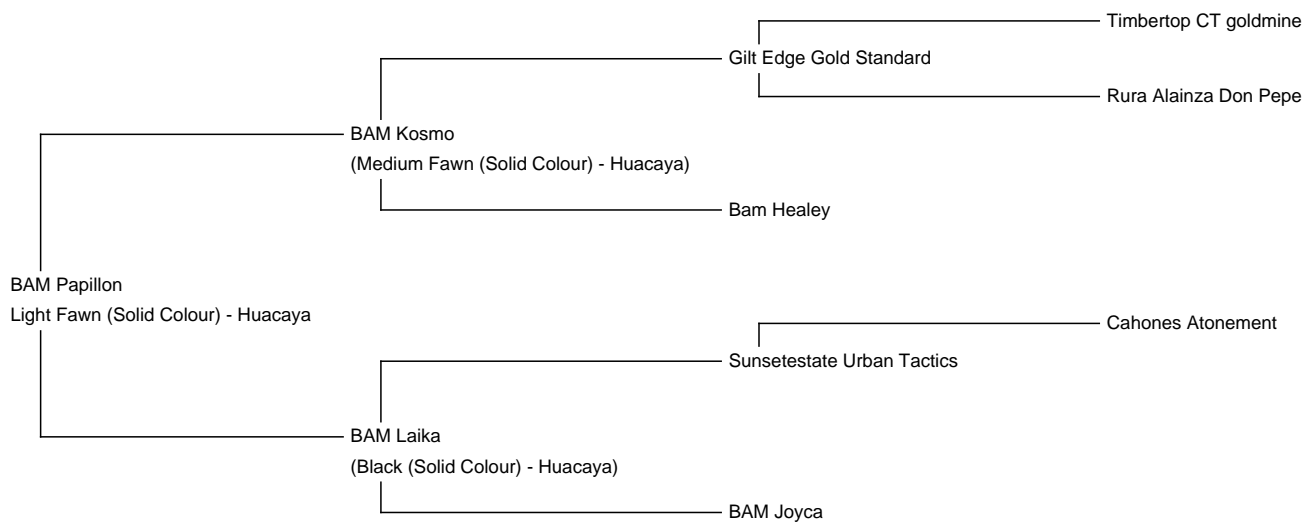 Timbertop CT goldmine
Gilt Edge Gold Standard
Rura Alainza Don Pepe
BAM Kosmo
(Medium Fawn (Solid Colour) - Huacaya)
Bam Healey
BAM Papillon
Light Fawn (Solid Colour) - Huacaya
Cahones Atonement
Sunsetestate Urban Tactics
BAM Laika
(Black (Solid Colour) - Huacaya)
BAM Joyca